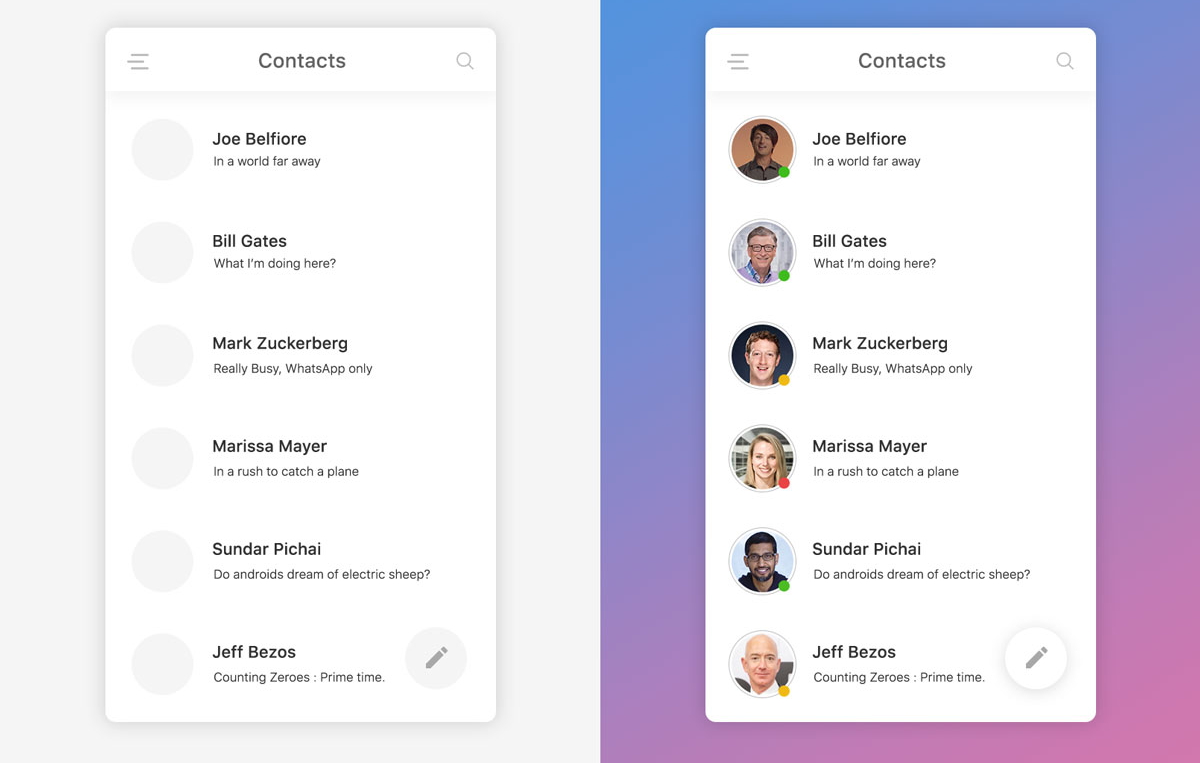 Contacts
Joe Belfiore
In a world far away
Bill Gates
What I'm doing here?
Mark Zuckerberg
Really Busy, WhatsApp only
Marissa Mayer
In a rush to catch a plane
Sundar Pichai
Do androids dream of electric sheep?
Jeff Bezos
Counting Zeroes : Prime time.
Contacts
Joe Belfiore
In a world far away
Bill Gates
What I'm doing here?
Mark Zuckerberg
Really Busy, WhatsApp only
Marissa Mayer
In a rush to catch a plane
Sundar Pichai
Do androids dream of electric sheep?
Jeff Bezos
Counting Zeroes : Prime time.